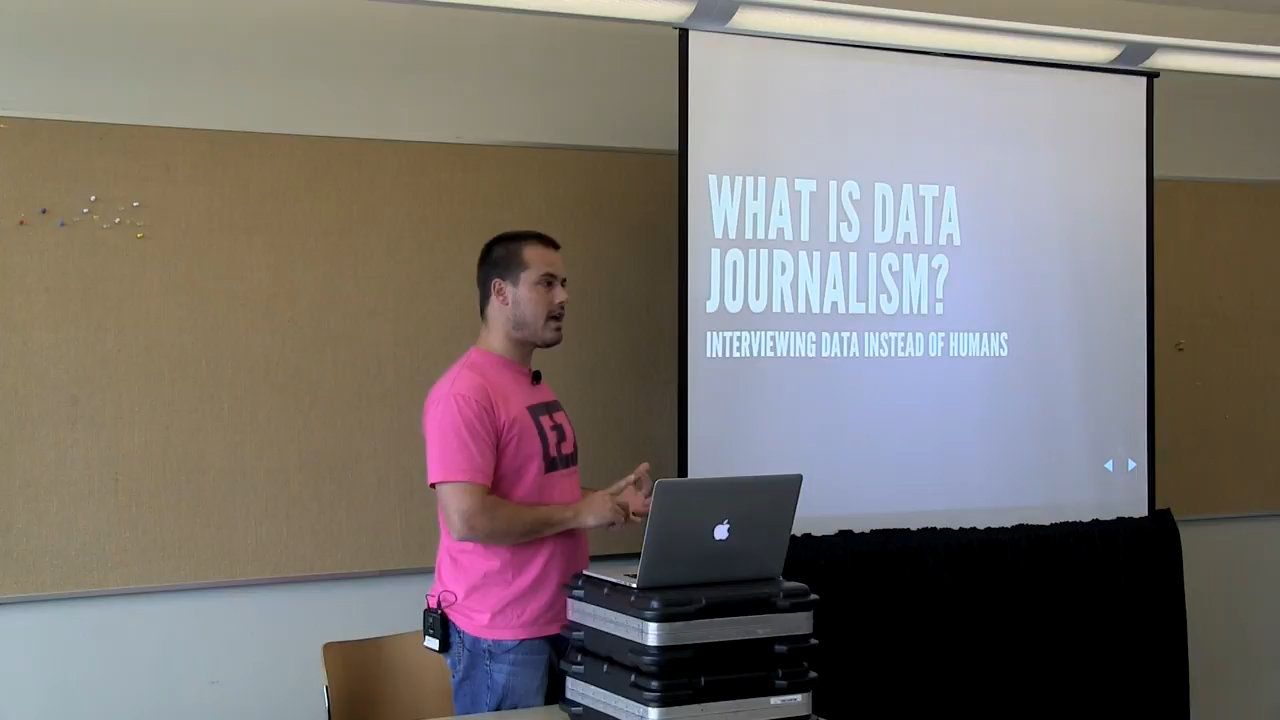 WHAT IS DATA
JOURNALISM?
INTERVIEWING DATA INSTEAD OF HUMANS